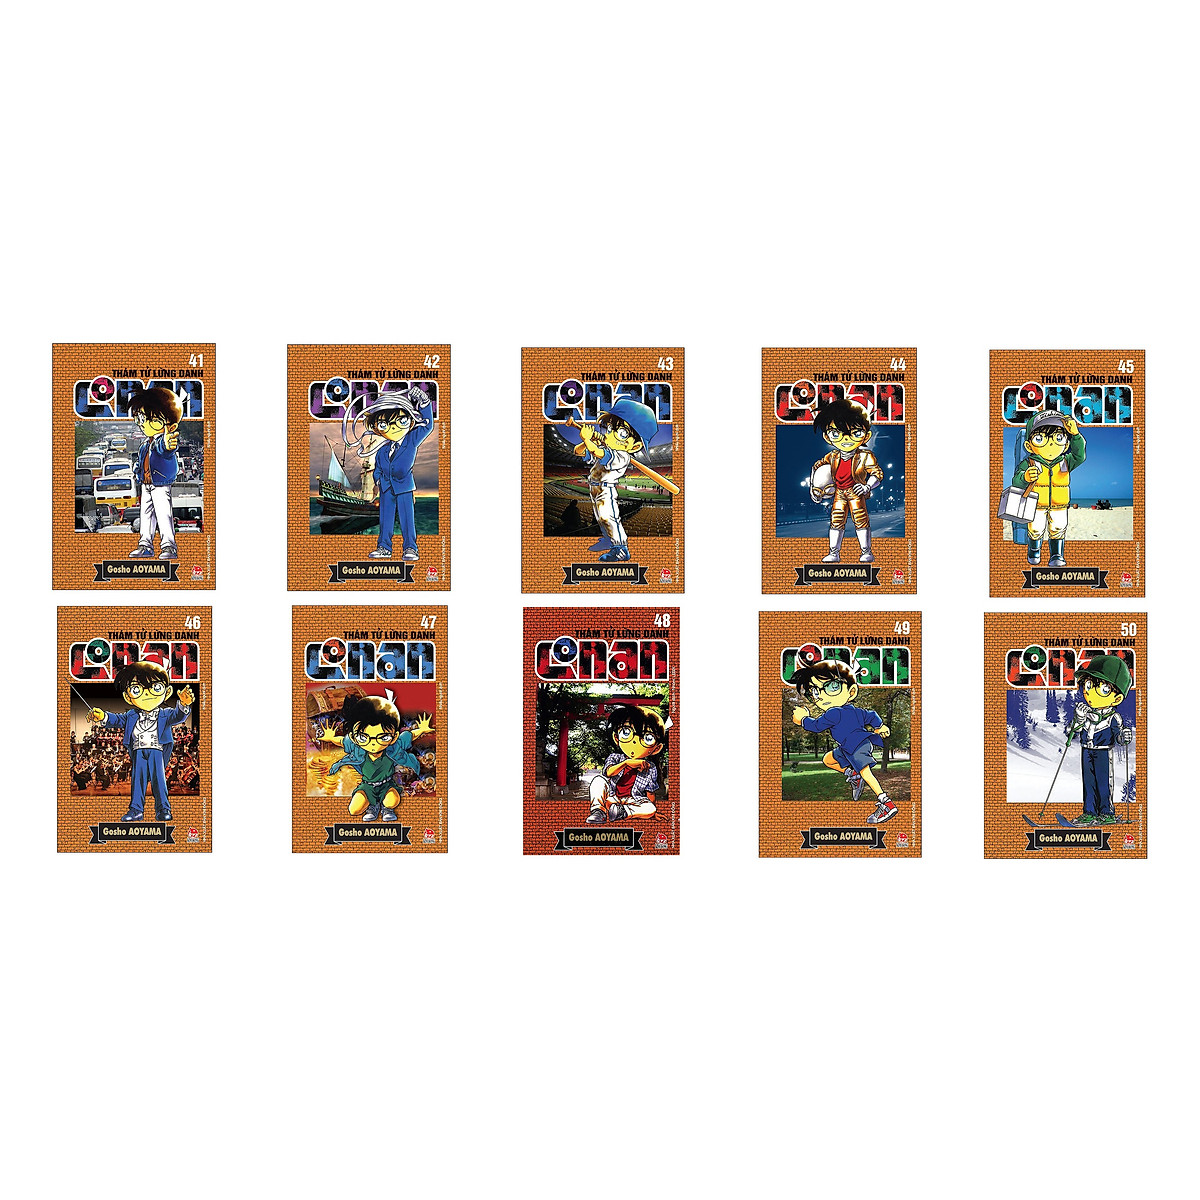 41
THÁM TỬ LỪNG DANH
Conan
Gosho AOYAMA
42
THÁM TỬ LỪNG DANH
Conan
Gosho AOYAMA
43
THÁM TỬ LỪNG DANH
Conan
Gosho AOYAMA
44
THÁM TỬ LỪNG DANH
Conan
Gosho AOYAMA
45
THÁM TỬ LỪNG DANH
Conan
Gosho AOYAMA
46
THÁM TỬ LỪNG DANH
Conan
Gosho AOYAMA
47
THÁM TỬ LỪNG DANH
Conan
Gosho AOYAMA
48
THÁM TỬ LỪNG DANH
Conan
Gosho AOYAMA
49
THÁM TỬ LỪNG DANH
Conan
Gosho AOYAMA
50
THÁM TỬ LỪNG DANH
Conan
Gosho AOYAMA